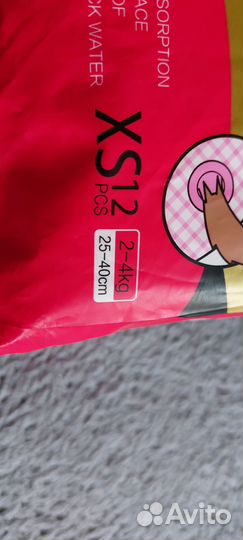 SORPTION
ACE
OF
CK WATER
XS12
PCS
2-4kg
25-40cm
Avito